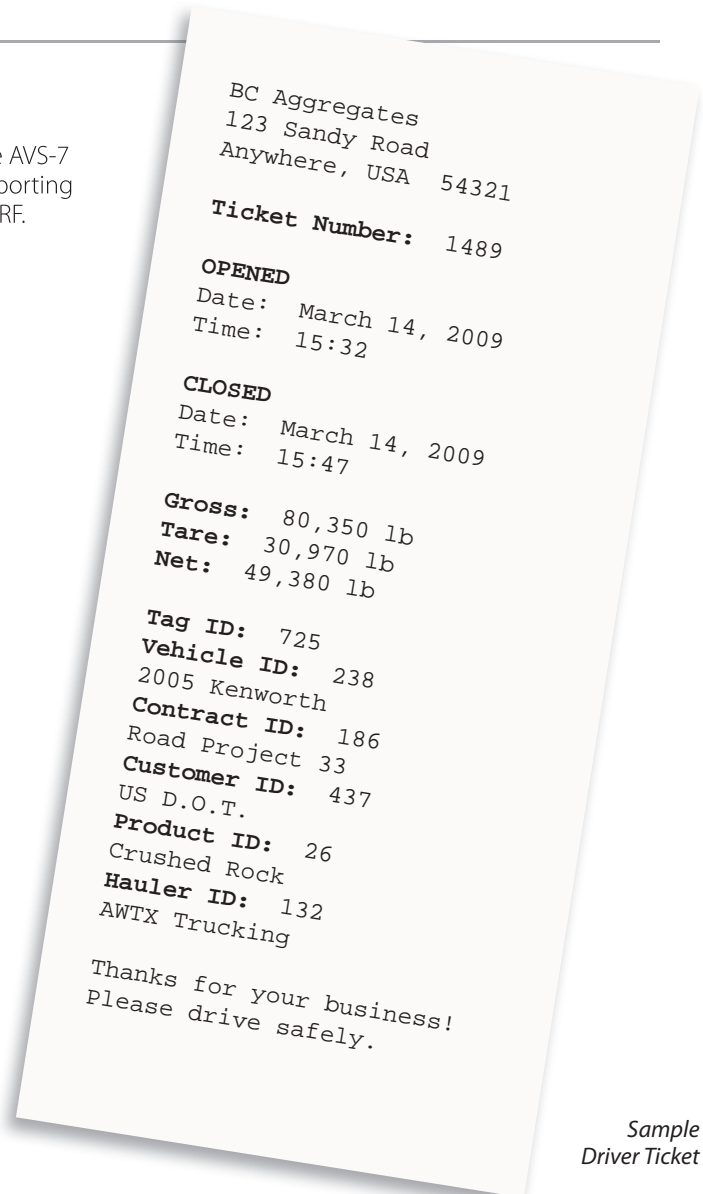 AVS-7
porting
RF.
BC Aggregates
123 Sandy Road
Anywhere, USA  54321
Ticket Number:  1489
OPENED
Date:  March 14, 2009
Time:  15:32
CLOSED
Date:  March 14, 2009
Time:  15:47
Gross:  80,350 lb
Tare:  30,970 lb
Net:  49,380 lb
Tag ID:  725
Vehicle ID:  238
2005 Kenworth
Contract ID:  186
Road Project 33
Customer ID:  437
US D.O.T.
Product ID:  26
Crushed Rock
Hauler ID:  132
AWTX Trucking
Thanks for your business!
Please drive safely.
Sample
Driver Ticket